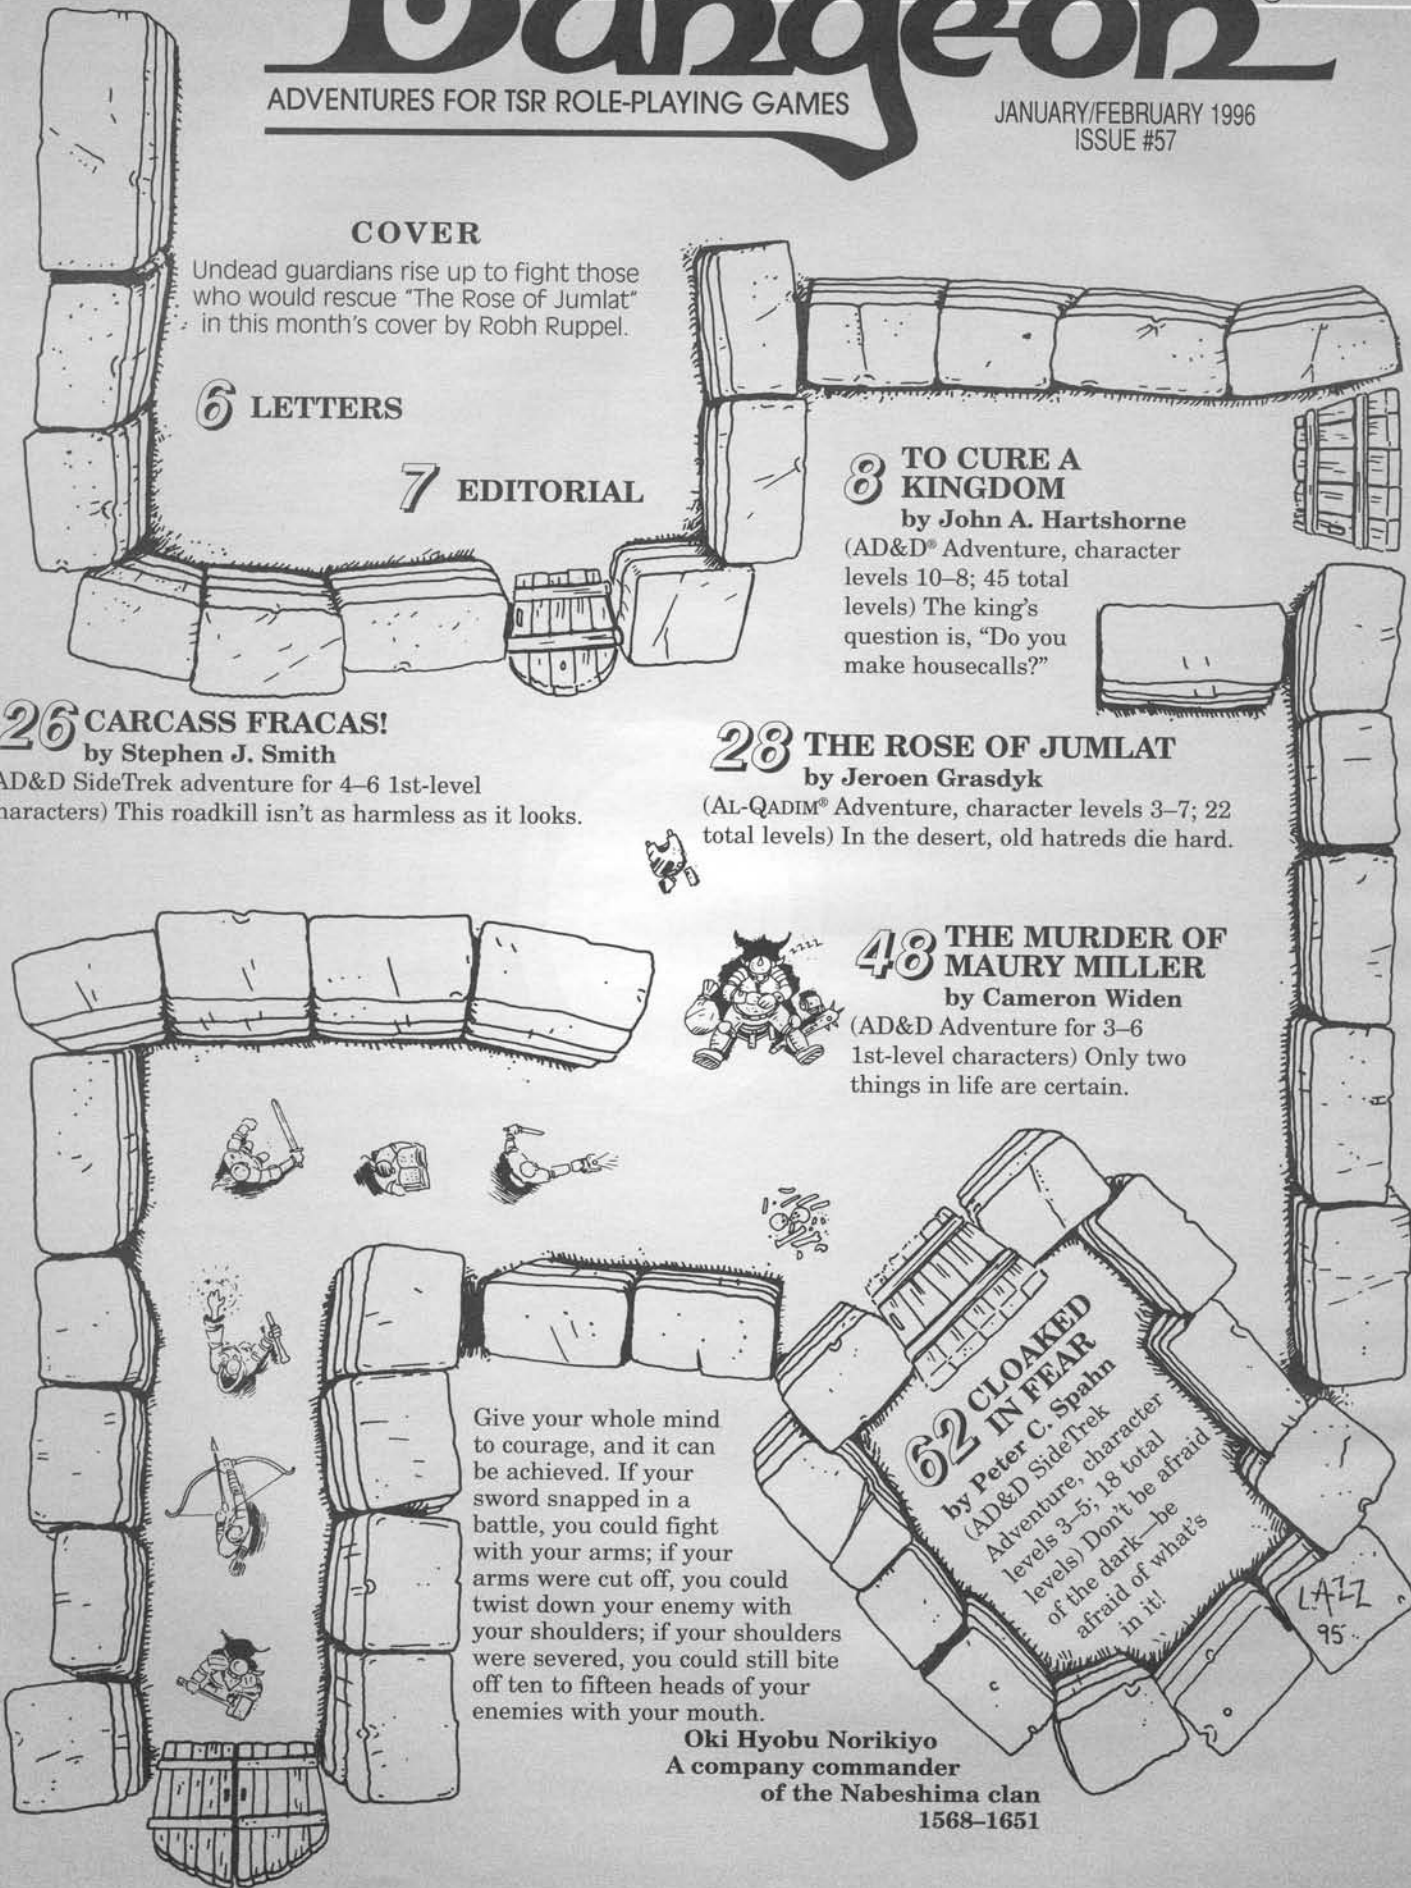 Dungeon
ADVENTURES FOR TSR ROLE-PLAYING GAMES
JANUARY/FEBRUARY 1996
ISSUE #57
COVER
Undead guardians rise up to fight those
who would rescue "The Rose of Jumlat"
in this month's cover by Robh Ruppel.
6 LETTERS
7 EDITORIAL
8 TO CURE A
KINGDOM
by John A. Hartshorne
(AD&D® Adventure, character
levels 10–8; 45 total
levels) The king's
question is, “Do you
make housecalls?”
26 CARCASS FRACAS!
by Stephen J. Smith
AD&D SideTrek adventure for 4–6 1st-level
haracters) This roadkill isn't as harmless as it looks.
28 THE ROSE OF JUMLAT
by Jeroen Grasdyk
(AL-QADIM® Adventure, character levels 3–7; 22
total levels) In the desert, old hatreds die hard.
zzzz
48 THE MURDER OF
MAURY MILLER
by Cameron Widen
(AD&D Adventure for 3–6
1st-level characters) Only two
things in life are certain.
62 CLOAKED
IN FEAR
by Peter C. Spahn
(AD&D SideTrek
Adventure, character
levels 3–5; 18 total
levels) Don't be afraid
of the dark—be
afraid of what's
in it!
LAZZ
95
Give your whole mind
to courage, and it can
be achieved. If your
sword snapped in a
battle, you could fight
with your arms; if your
arms were cut off, you could
twist down your enemy with
your shoulders; if your shoulders
were severed, you could still bite
off ten to fifteen heads of your
enemies with your mouth.
Oki Hyobu Norikiyo
A company commander
of the Nabeshima clan
1568–1651